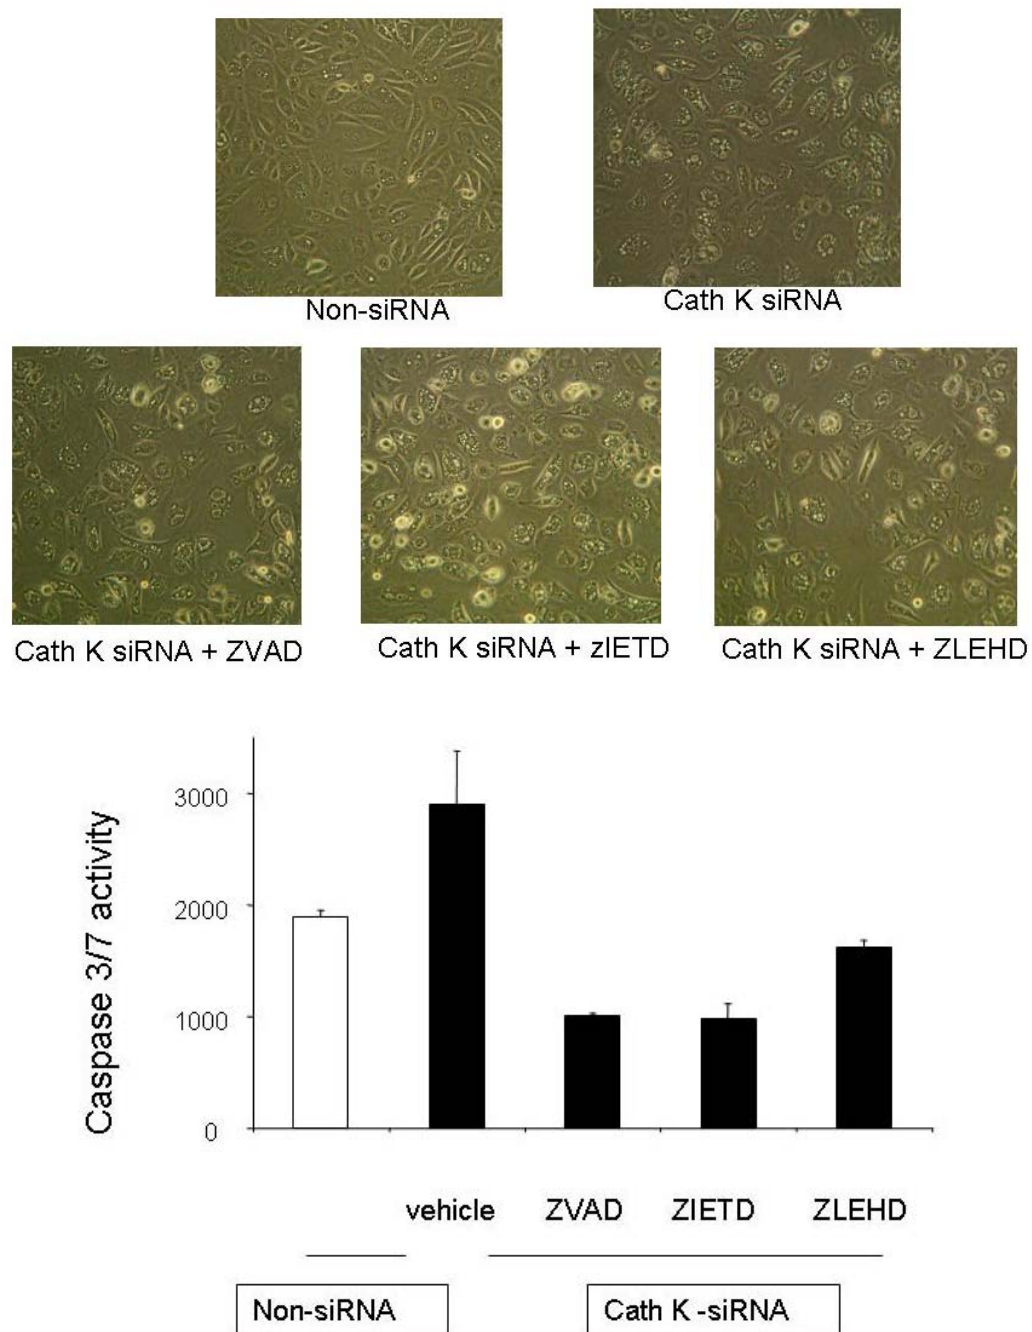 Non-siRNA
Cath K siRNA
Cath K siRNA + ZVAD
Cath K siRNA + zIETD
Cath K siRNA + ZLEHD
3000
2000
1000
0
Caspase 3/7 activity
vehicle ZVAD ZIETD ZLEHD
Non-siRNA
Cath K -siRNA